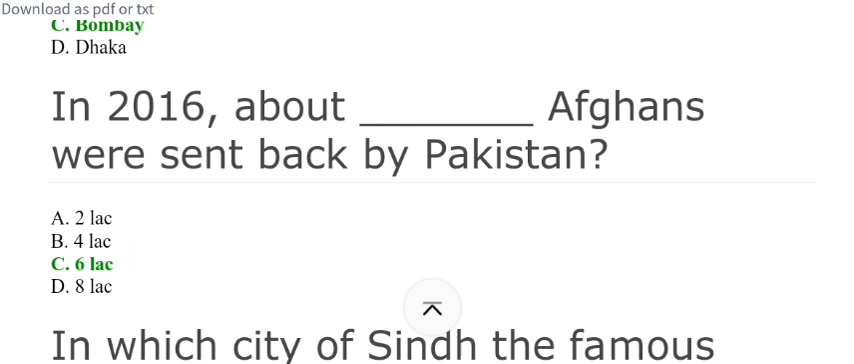 Download as pdf or txt
C. Bombay
D. Dhaka
In 2016, about ________ Afghans
were sent back by Pakistan?
A. 2 lac
B. 4 lac
C. 6 lac
D. 8 lac
In which city of Sindh the famous